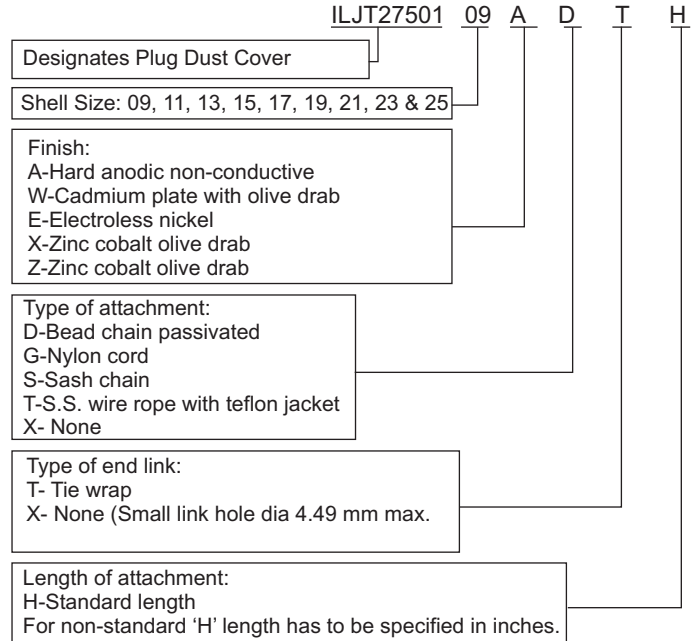 ILJT27501 09 A D T H
Designates Plug Dust Cover
Shell Size: 09, 11, 13, 15, 17, 19, 21, 23 & 25
Finish:
A-Hard anodic non-conductive
W-Cadmium plate with olive drab
E-Electroless nickel
X-Zinc cobalt olive drab
Z-Zinc cobalt olive drab
Type of attachment:
D-Bead chain passivated
G-Nylon cord
S-Sash chain
T-S.S. wire rope with teflon jacket
X- None
Type of end link:
T- Tie wrap
X- None (Small link hole dia 4.49 mm max.
Length of attachment:
H-Standard length
For non-standard ‘H’ length has to be specified in inches.